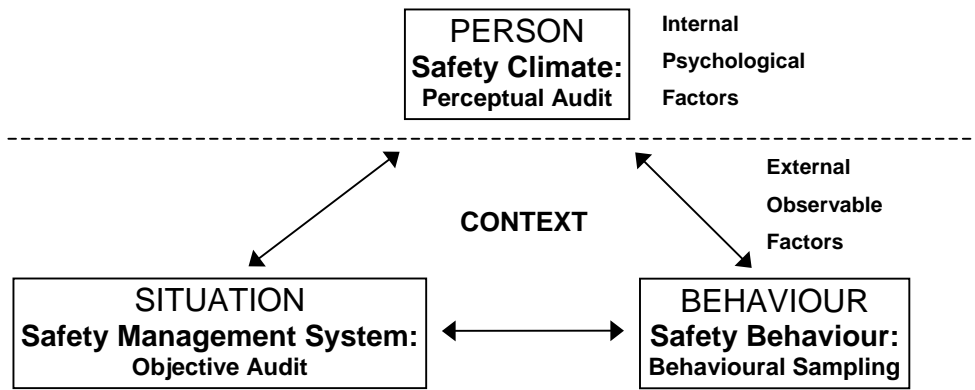 PERSON
Safety Climate:
Perceptual Audit
Internal
Psychological
Factors
External
Observable
Factors
CONTEXT
SITUATION
Safety Management System:
Objective Audit
BEHAVIOUR
Safety Behaviour:
Behavioural Sampling